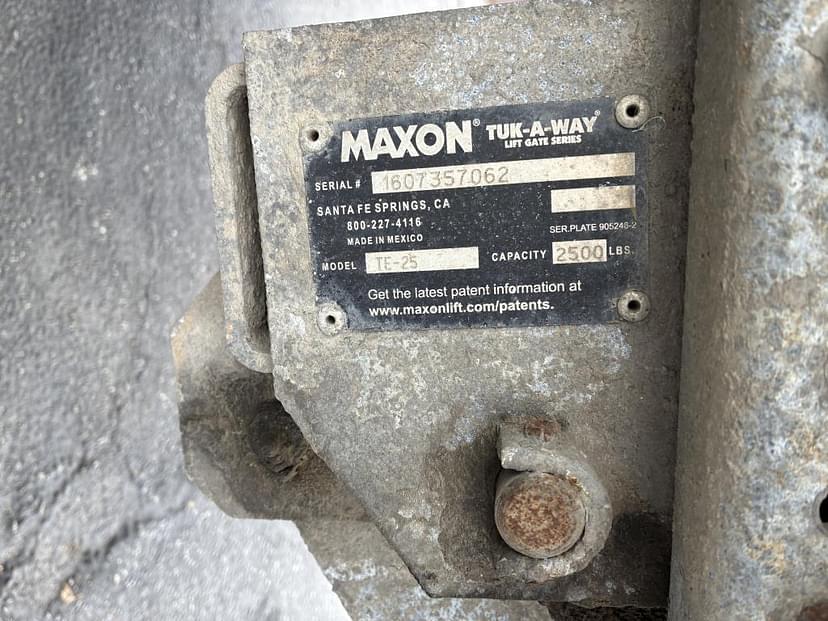 MAXON® TUK-A-WAY®
LIFT GATE SERIES
SERIAL # 1607357062
SANTA FE SPRINGS, CA
800-227-4116
MADE IN MEXICO
SER.PLATE 905248-2
MODEL TE-25 CAPACITY 2500 LBS.
Get the latest patent information at
www.maxonlift.com/patents.